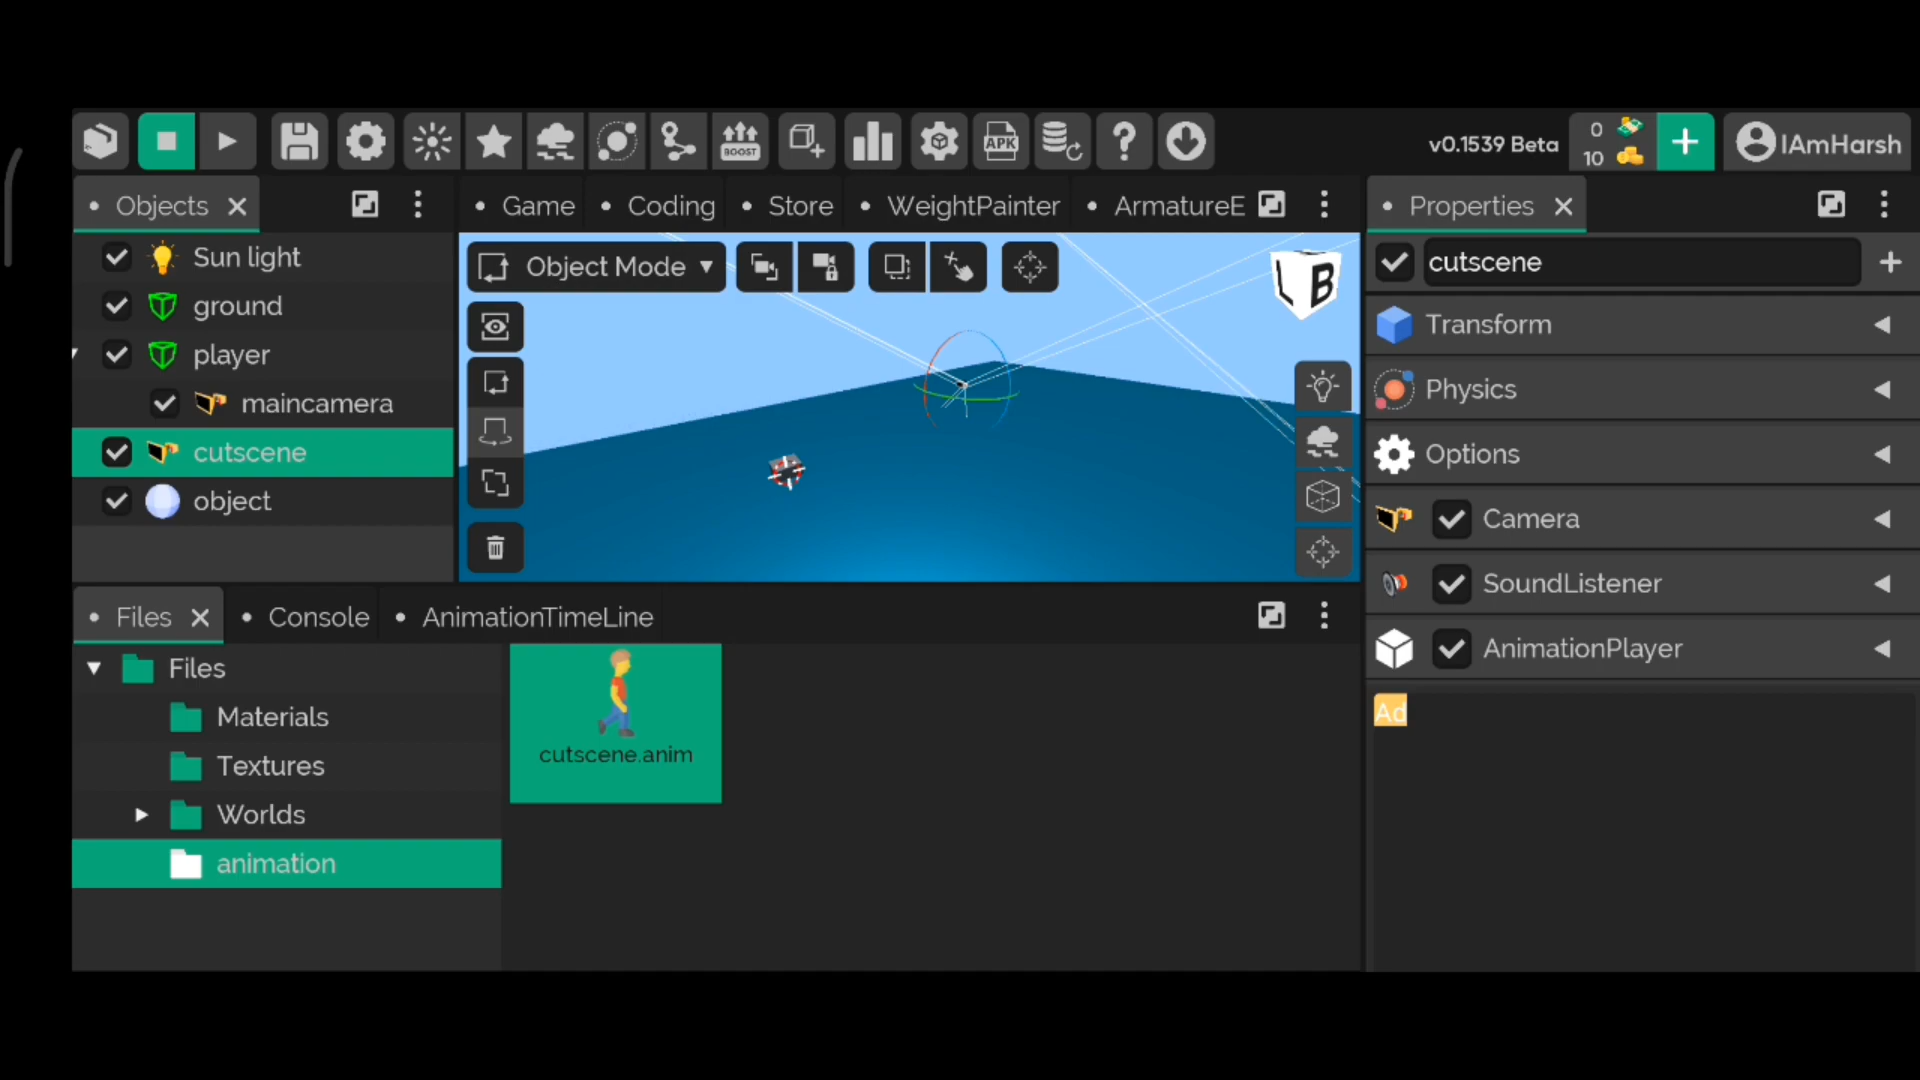 BOOST
APK
v0.1539 Beta
0
10
IAmHarsh
Objects
Game
Coding
Store
WeightPainter
ArmatureE
Properties
Sun light
ground
player
maincamera
cutscene
object
Object Mode
L B
cutscene
Transform
Physics
Options
Camera
SoundListener
AnimationPlayer
Ad
Files
Console
AnimationTimeLine
Files
Materials
Textures
Worlds
animation
cutscene.anim